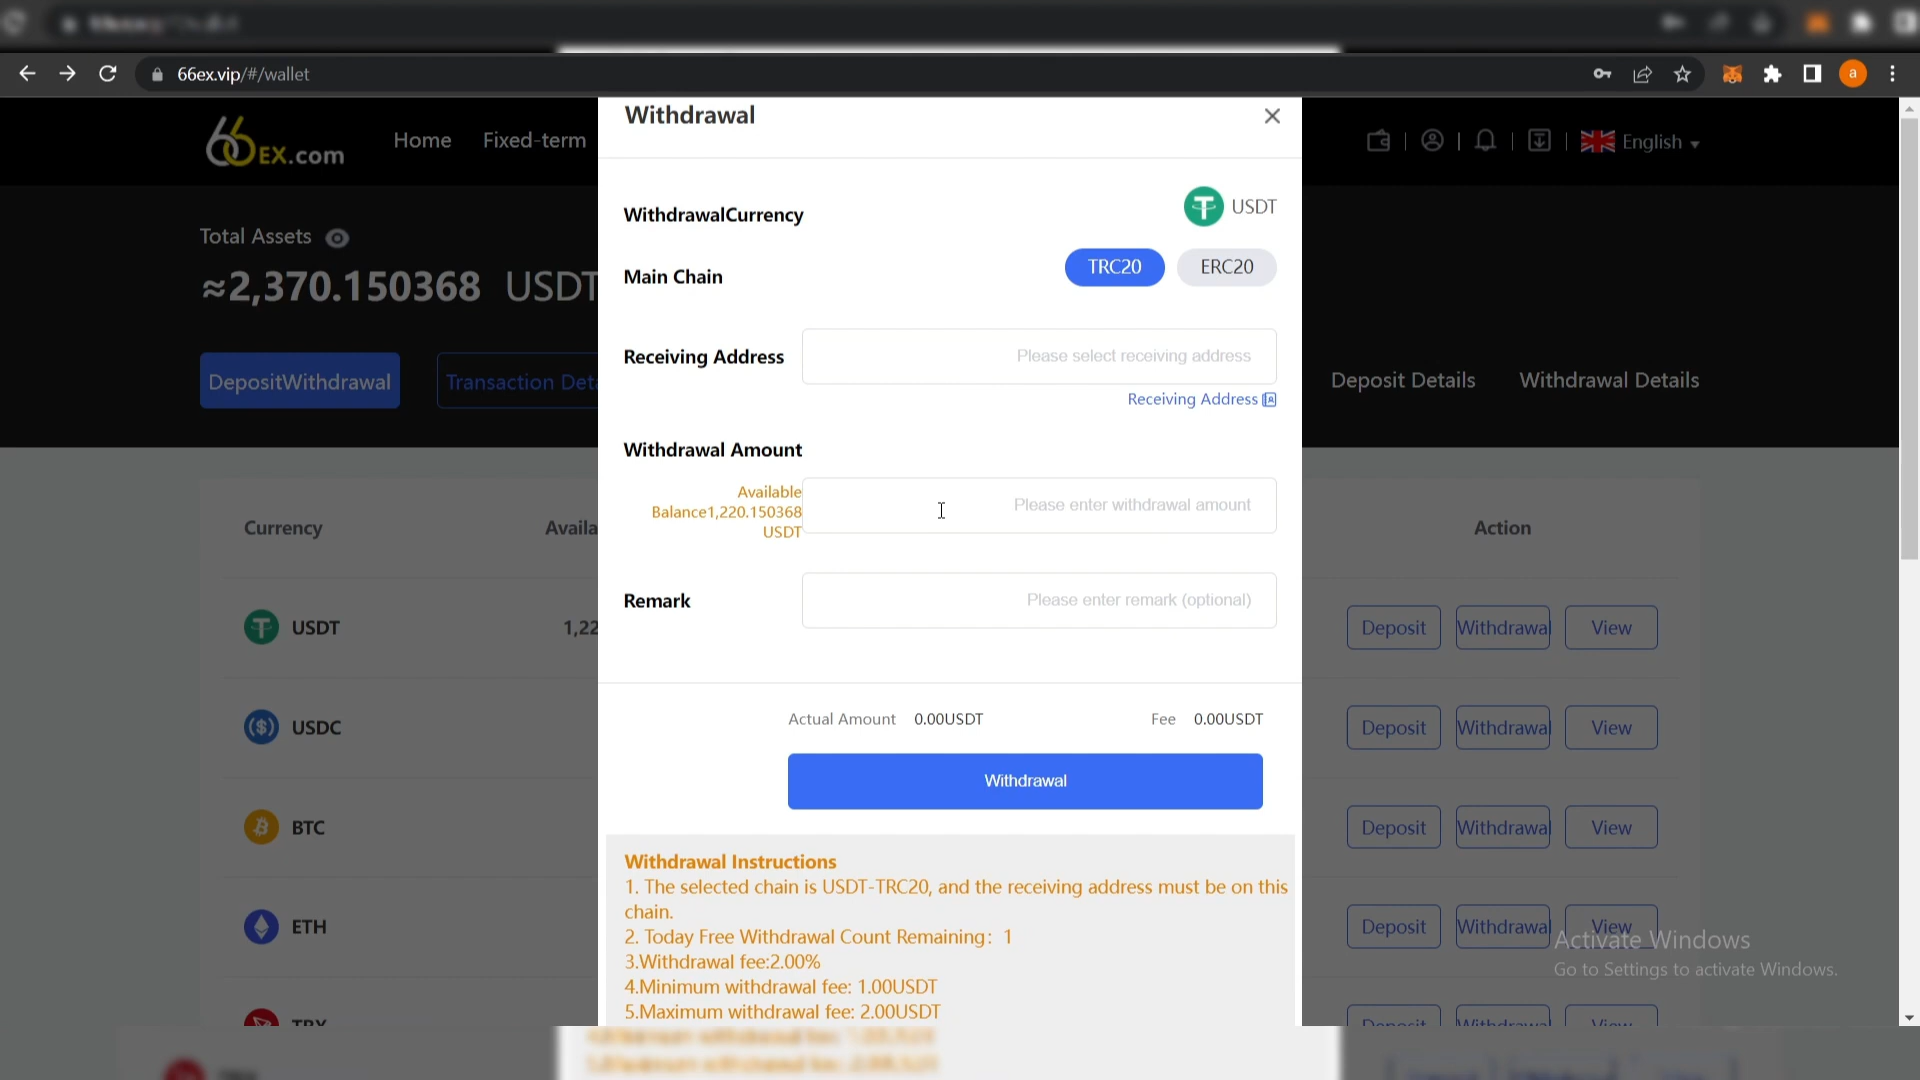 66ex.vip/#/wallet
a
66EX.com
Home
Fixed-term
English
Withdrawal
Total Assets
≈2,370.150368 USDT
DepositWithdrawal
Transaction Deta
Deposit Details
Withdrawal Details
WithdrawalCurrency
USDT
Main Chain
TRC20
ERC20
Receiving Address
Please select receiving address
Receiving Address
Withdrawal Amount
Available
Balance1,220.150368
USDT
Please enter withdrawal amount
Remark
Please enter remark (optional)
Actual Amount 0.00USDT
Fee 0.00USDT
Withdrawal
Withdrawal Instructions
1. The selected chain is USDT-TRC20, and the receiving address must be on this
chain.
2. Today Free Withdrawal Count Remaining: 1
3.Withdrawal fee:2.00%
4.Minimum withdrawal fee: 1.00USDT
5.Maximum withdrawal fee: 2.00USDT
Currency
Availa
Action
USDT
1,22
Deposit
Withdrawal
View
USDC
Deposit
Withdrawal
View
BTC
Deposit
Withdrawal
View
ETH
Deposit
Withdrawal
View
TRX
Deposit
Withdrawal
View
Activate Windows
Go to Settings to activate Windows.